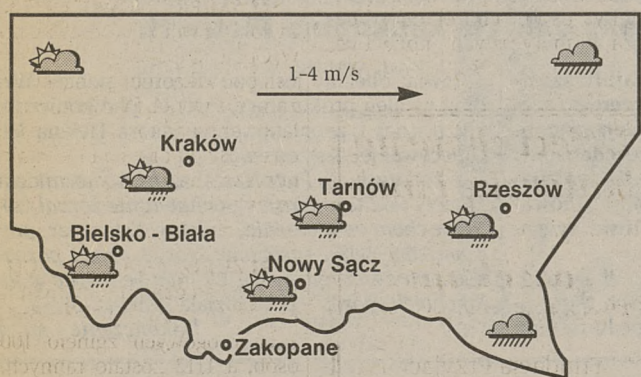 1-4 m/s
Kraków
Tarnów
Rzeszów
Bielsko - Biała
Nowy Sącz
Zakopane